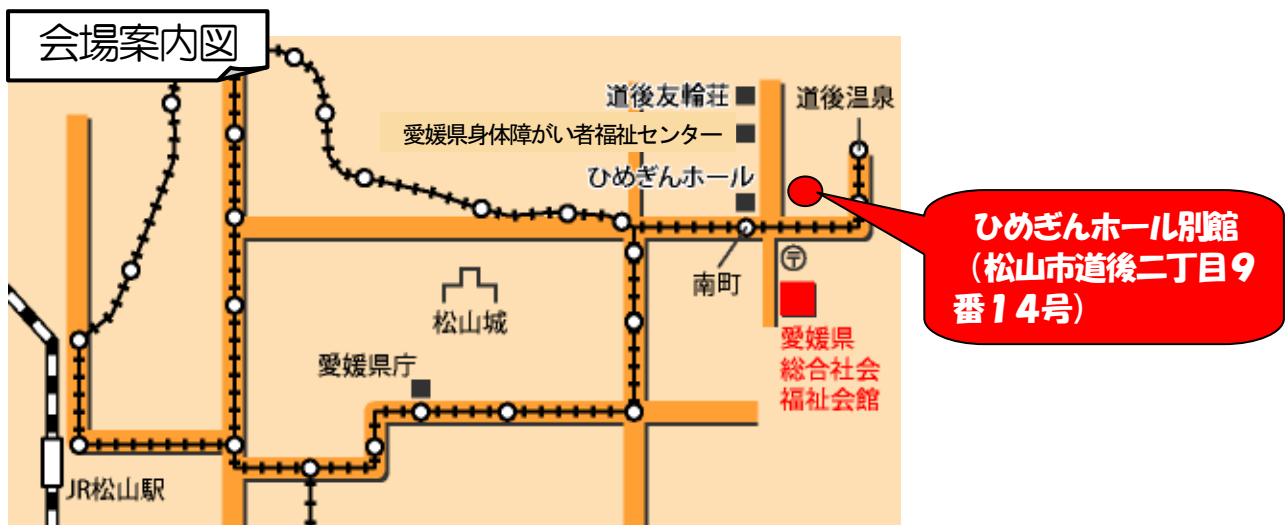 会場案内図
道後友輪荘
道後温泉
愛媛県身体障がい者福祉センター
ひめぎんホール
ひめぎんホール別館
（松山市道後二丁目９
番１４号）
南町
〒
松山城
愛媛県
総合社会
福祉会館
愛媛県庁
JR松山駅